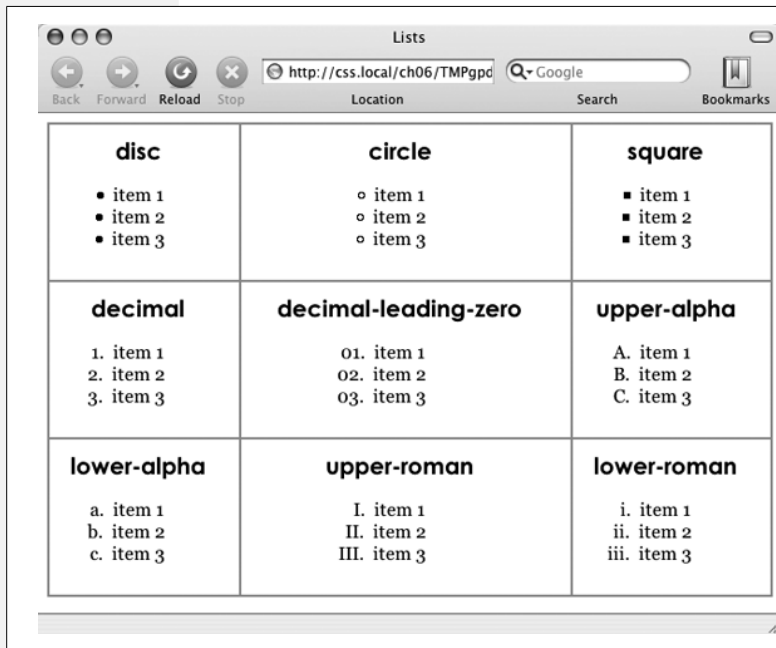 Lists
http://css.local/ch06/TMPgpd
Google
Back Forward Reload Stop Location Search Bookmarks
disc
item 1
item 2
item 3
circle
item 1
item 2
item 3
square
item 1
item 2
item 3
decimal
1. item 1
2. item 2
3. item 3
decimal-leading-zero
01. item 1
02. item 2
03. item 3
upper-alpha
A. item 1
B. item 2
C. item 3
lower-alpha
a. item 1
b. item 2
c. item 3
upper-roman
I. item 1
II. item 2
III. item 3
lower-roman
i. item 1
ii. item 2
iii. item 3